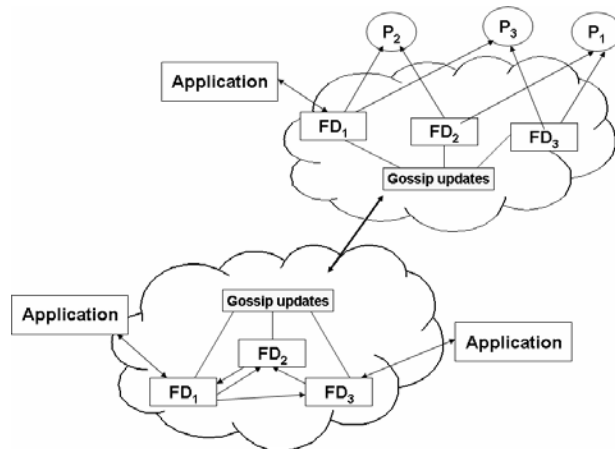 P₂
P₃
P₁
Application
FD₁
FD₂
FD₃
Gossip updates
Gossip updates
Application
FD₂
Application
FD₁
FD₃